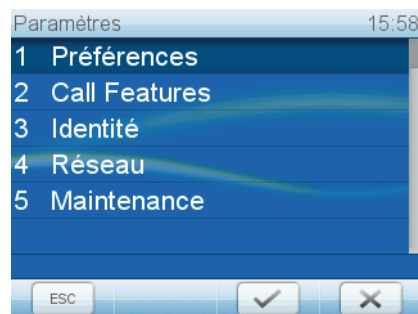 Paramètres 15:58
1 Préférences
2 Call Features
3 Identité
4 Réseau
5 Maintenance
ESC